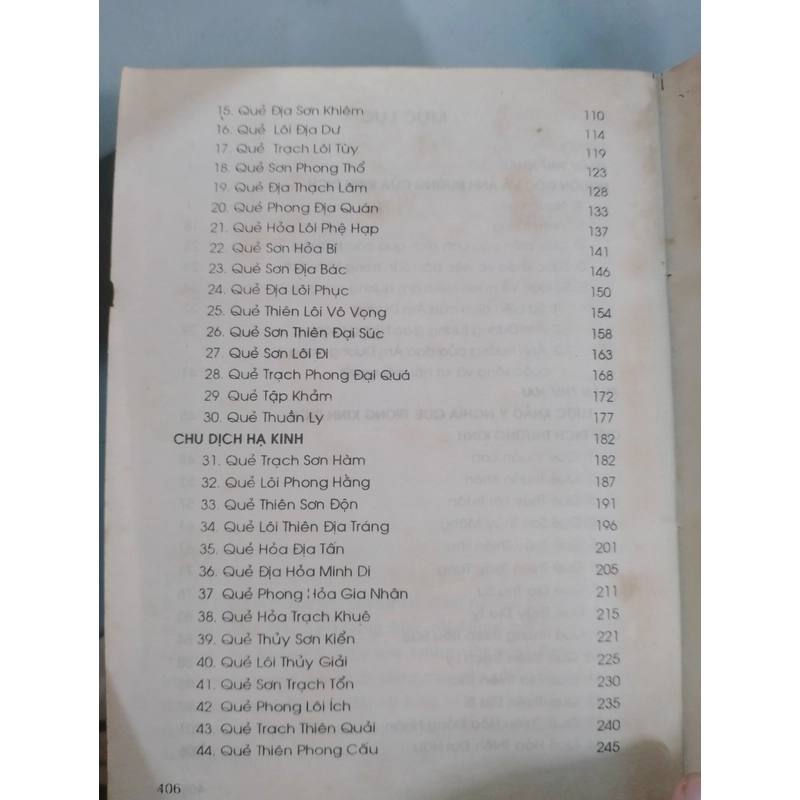 15. Quẻ Địa Sơn Khiêm 110
16. Quẻ Lôi Địa Dư 114
17. Quẻ Trạch Lôi Tùy 119
18. Quẻ Sơn Phong Thổ 123
19. Quẻ Địa Thạch Lâm 128
20. Quẻ Phong Địa Quán 133
21. Quẻ Hỏa Lôi Phệ Hạp 137
22. Quẻ Sơn Hỏa Bí 141
23. Quẻ Sơn Địa Bác 146
24. Quẻ Địa Lôi Phục 150
25. Quẻ Thiên Lôi Vô Vọng 154
26. Quẻ Sơn Thiên Đại Súc 158
27. Quẻ Sơn Lôi Di 163
28. Quẻ Trạch Phong Đại Quá 168
29. Quẻ Tập Khảm 172
30. Quẻ Thuần Ly 177
CHU DỊCH HẠ KINH 182
31. Quẻ Trạch Sơn Hàm 182
32. Quẻ Lôi Phong Hằng 187
33. Quẻ Thiên Sơn Độn 191
34. Quẻ Lôi Thiên Địa Tráng 196
35. Quẻ Hỏa Địa Tấn 201
36. Quẻ Địa Hỏa Minh Di 205
37 Quẻ Phong Hỏa Gia Nhân 211
38. Quẻ Hỏa Trạch Khuê 215
39. Quẻ Thủy Sơn Kiển 221
40. Quẻ Lôi Thủy Giải 225
41. Quẻ Sơn Trạch Tổn 230
42 Quẻ Phong Lôi Ích 235
43. Quẻ Trach Thiên Quải 240
44. Quẻ Thiên Phong Cấu 245
406